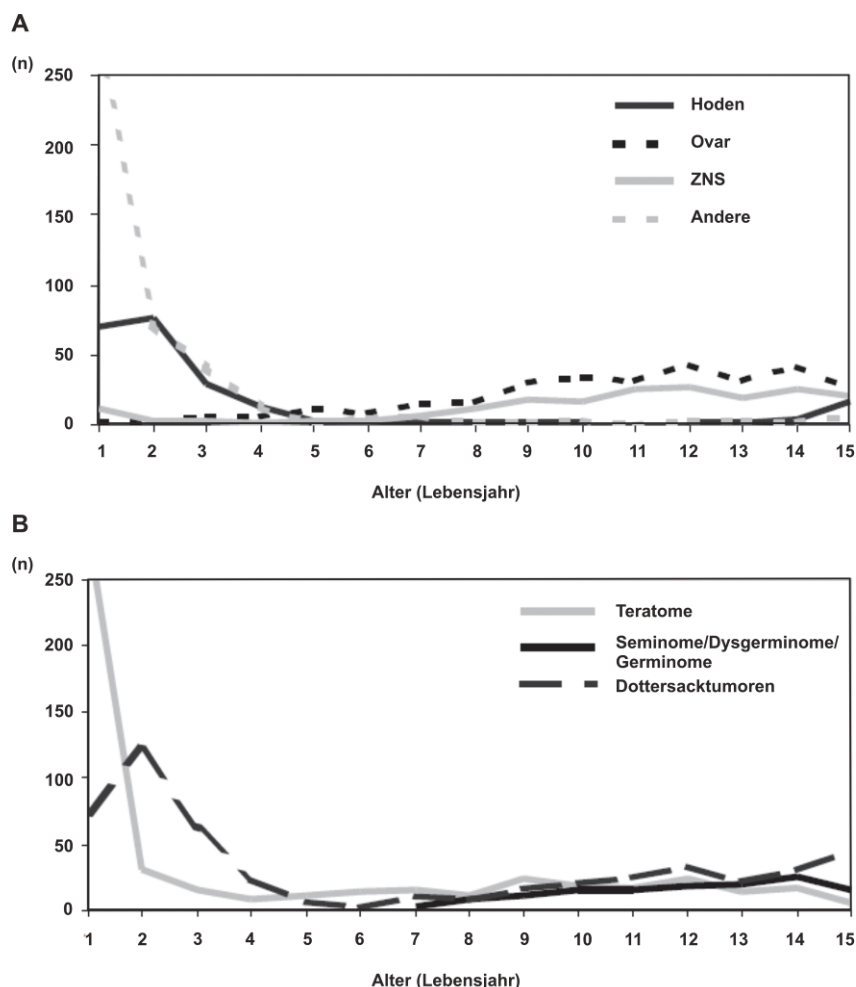 A
(n)
250
200
150
100
50
0
Hoden
Ovar
ZNS
Andere
1 2 3 4 5 6 7 8 9 10 11 12 13 14 15
Alter (Lebensjahr)
B
(n)
250
200
150
100
50
0
Teratome
Seminome/Dysgerminome/
Germinome
Dottersacktumoren
1 2 3 4 5 6 7 8 9 10 11 12 13 14 15
Alter (Lebensjahr)